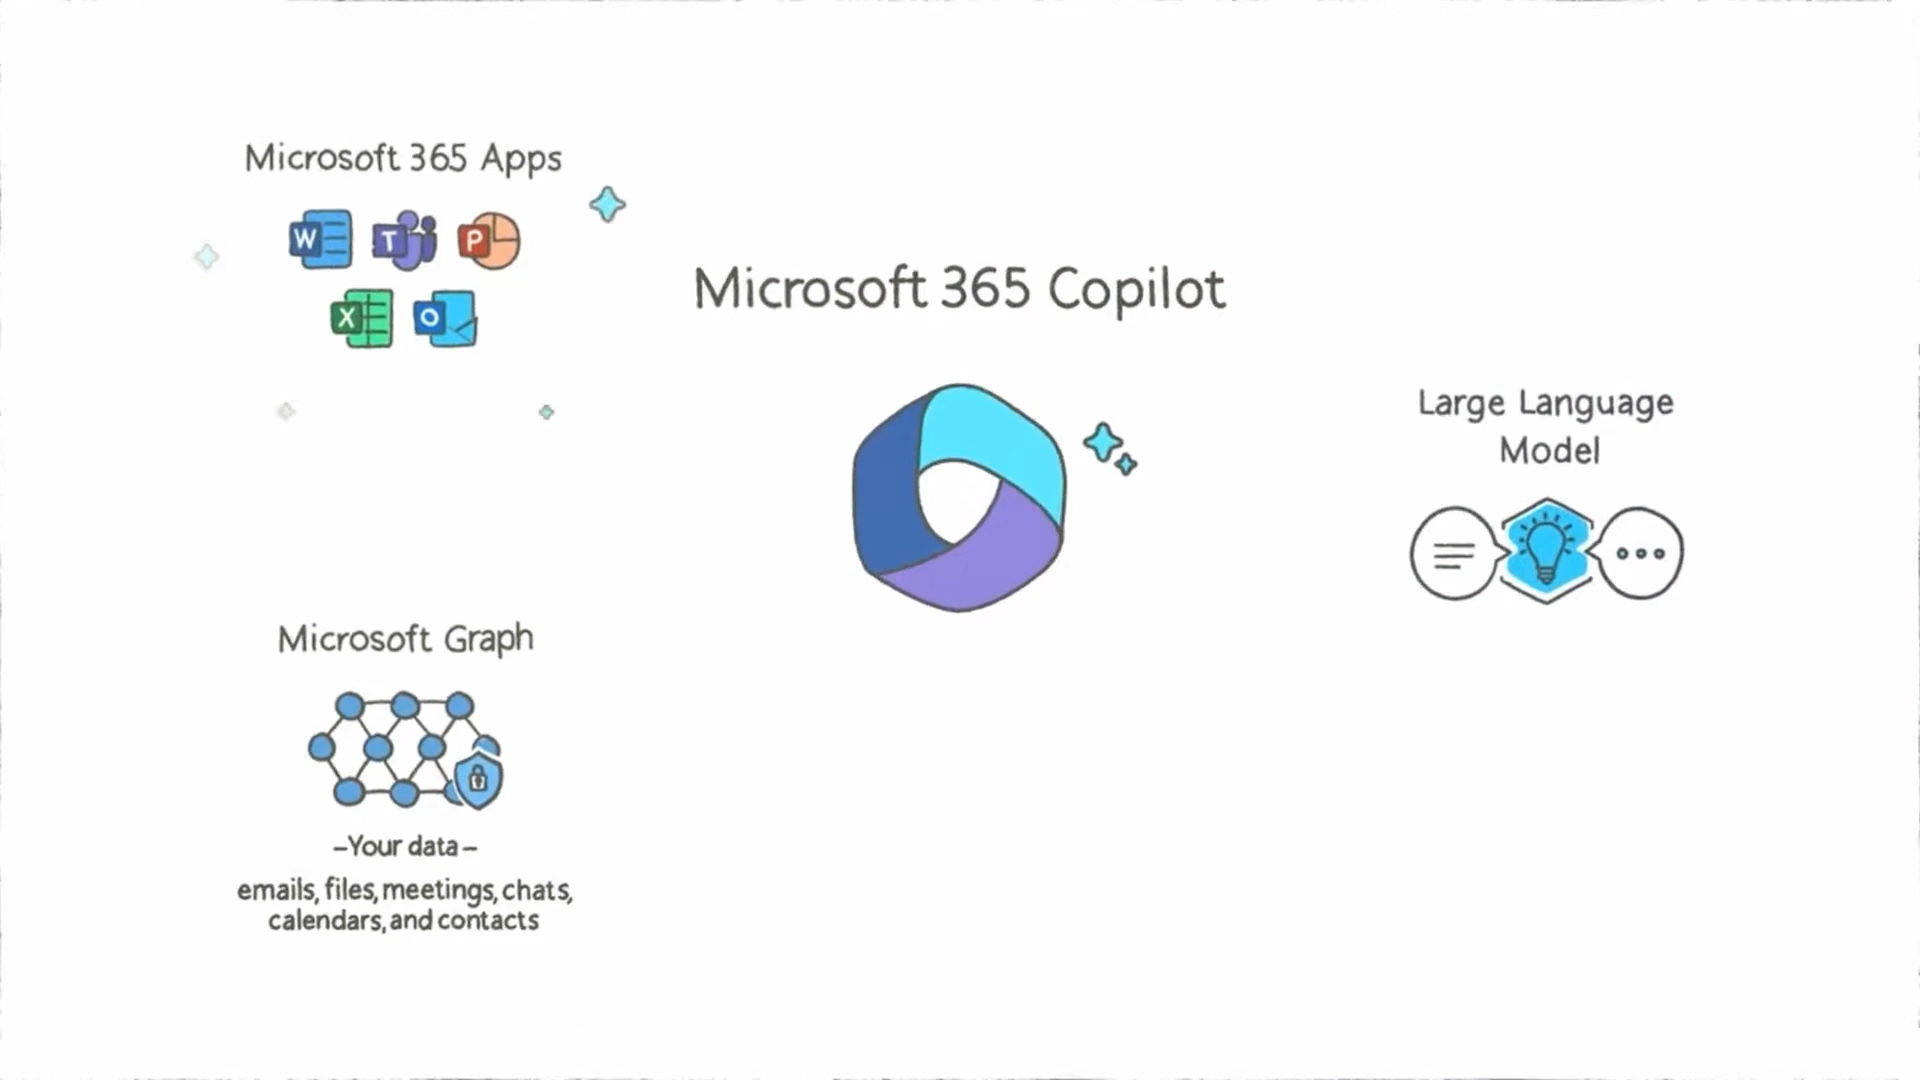 Microsoft 365 Apps
W T P
X O
Microsoft 365 Copilot
Large Language
Model
Microsoft Graph
–Your data–
emails, files, meetings, chats,
calendars, and contacts